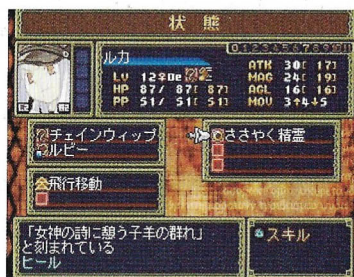 状態
ルカ
LV 12♀De
HP 87/ 87[ 87]
PP 51/ 51[ 51]
ATK 30[ 17]
MAG 24[ 19]
AGL 16[ 16]
MOV 3↑4↓5
チェインウィップ
ルビー
飛行移動
ささやく精霊
「女神の詩に憩う子羊の群れ」
と刻まれている
ヒール
スキル